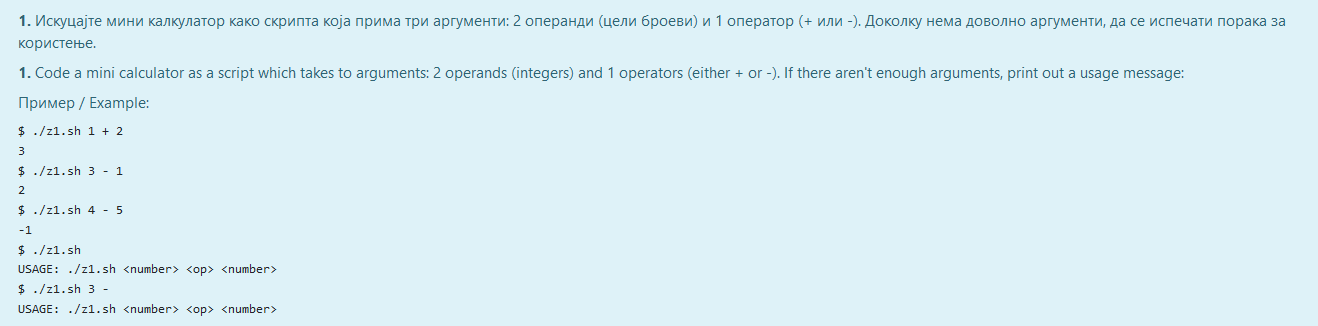 1. Искуцајте мини калкулатор како скрипта која прима три аргументи: 2 операнди (цели броеви) и 1 оператор (+ или -). Доколку нема доволно аргументи, да се испечати порака за
користење.
1. Code a mini calculator as a script which takes to arguments: 2 operands (integers) and 1 operators (either + or -). If there aren't enough arguments, print out a usage message:
Пример / Example:
$ ./z1.sh 1 + 2
3
$ ./z1.sh 3 - 1
2
$ ./z1.sh 4 - 5
-1
$ ./z1.sh
USAGE: ./z1.sh <number> <op> <number>
$ ./z1.sh 3 -
USAGE: ./z1.sh <number> <op> <number>